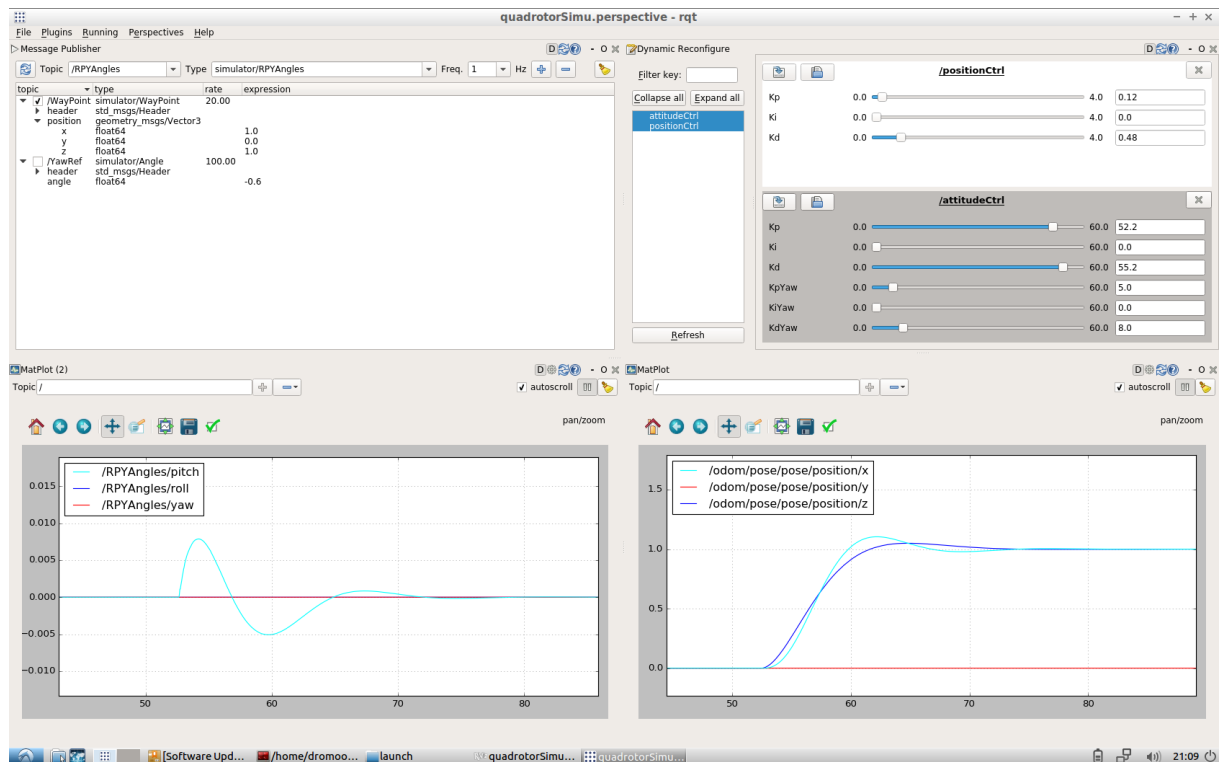 quadrotorSimu.perspective - rqt
File Plugins Running Perspectives Help
Message Publisher
Topic /RPYAngles Type simulator/RPYAngles Freq. 1 Hz
topic type rate expression
/WayPoint simulator/WayPoint 20.00
header std_msgs/Header
position geometry_msgs/Vector3
x float64 1.0
y float64 0.0
z float64 1.0
/YawRef simulator/Angle 100.00
header std_msgs/Header
angle float64 -0.6
Dynamic Reconfigure
Filter key:
Collapse all Expand all
attitudeCtrl
positionCtrl
Refresh
/positionCtrl
Kp 0.0 4.0 0.12
Ki 0.0 4.0 0.0
Kd 0.0 4.0 0.48
/attitudeCtrl
Kp 0.0 60.0 52.2
Ki 0.0 60.0 0.0
Kd 0.0 60.0 55.2
KpYaw 0.0 60.0 5.0
KiYaw 0.0 60.0 0.0
KdYaw 0.0 60.0 8.0
MatPlot (2)
Topic / autoscroll
pan/zoom
/RPYAngles/pitch
/RPYAngles/roll
/RPYAngles/yaw
0.015
0.010
0.005
0.000
−0.005
−0.010
50 60 70 80
MatPlot
Topic / autoscroll
pan/zoom
/odom/pose/pose/position/x
/odom/pose/pose/position/y
/odom/pose/pose/position/z
1.5
1.0
0.5
0.0
50 60 70 80
[Software Upd... /home/dromoo... launch quadrotorSimu... quadrotorSimu... 21:09